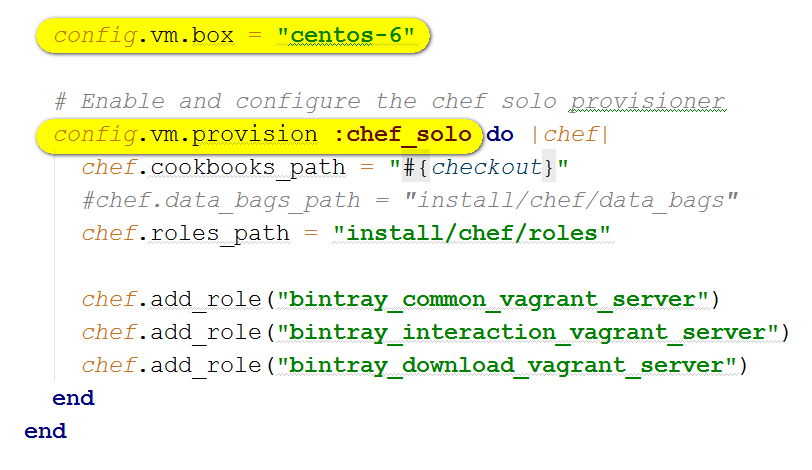 config.vm.box = "centos-6"
# Enable and configure the chef solo provisioner
config.vm.provision :chef_solo do |chef|
chef.cookbooks_path = "#{checkout}"
#chef.data_bags_path = "install/chef/data_bags"
chef.roles_path = "install/chef/roles"
chef.add_role("bintray_common_vagrant_server")
chef.add_role("bintray_interaction_vagrant_server")
chef.add_role("bintray_download_vagrant_server")
end
end